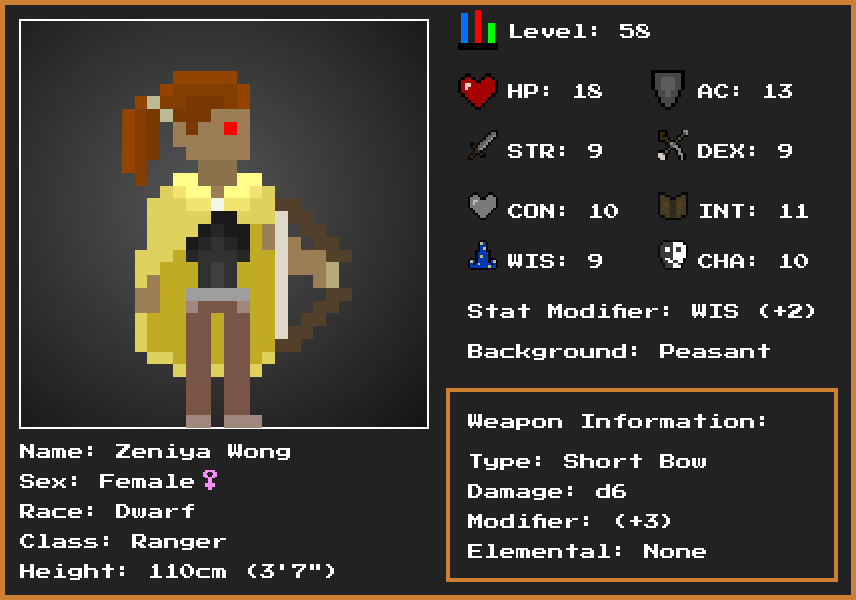 Level: 58
HP: 18 AC: 13
STR: 9 DEX: 9
CON: 10 INT: 11
WIS: 9 CHA: 10
Stat Modifier: WIS (+2)
Background: Peasant
Weapon Information:
Type: Short Bow
Damage: d6
Modifier: (+3)
Elemental: None
Name: Zeniya Wong
Sex: Female♀
Race: Dwarf
Class: Ranger
Height: 110cm (3'7")